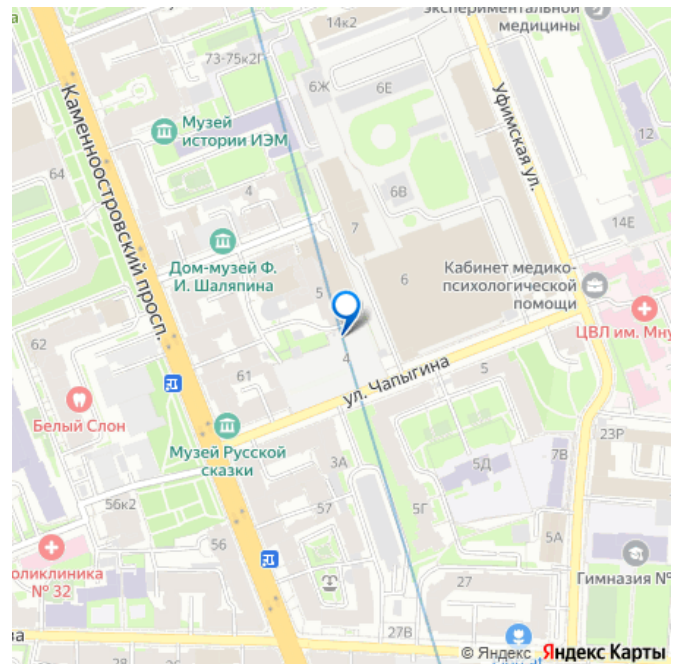 экспериментальной
медицины
14к2
73-75к2Г
6Ж
6Е
Каменноостровский просп.
Музей
истории ИЭМ
Уфимская ул.
12
64
4
6В
14Е
7
Дом-музей Ф.
И. Шаляпина
Кабинет медико-
психологической
помощи
6
5
ЦВЛ им. Мну
62
4
61
ул. Чапыгина
5
Белый Слон
Музей Русской
сказки
23Р
3А
5Д
7В
56к2
57
5Г
56
5А
оликлиника
№ 32
27
Гимназия №
27В
ва
28
© Яндекс Яндекс Карты